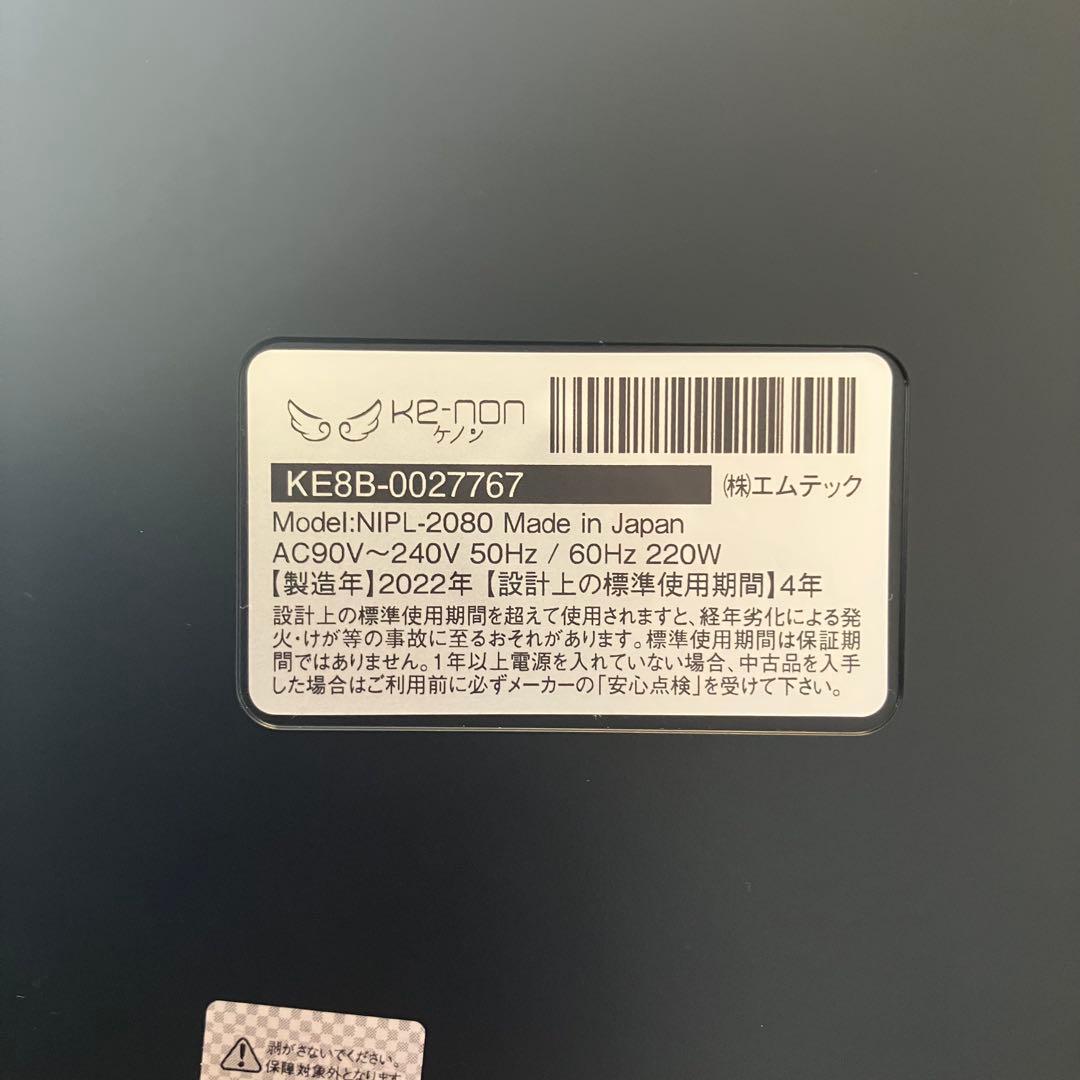 Ke-non
ケノン
KE8B-0027767
㈱エムテック
Model:NIPL-2080 Made in Japan
AC90V～240V 50Hz / 60Hz 220W
【製造年】2022年【設計上の標準使用期間】4年
設計上の標準使用期間を超えて使用されますと、経年劣化による発
火・けが等の事故に至るおそれがあります。標準使用期間は保証期
間ではありません。1年以上電源を入れていない場合、中古品を入手
した場合はご利用前に必ずメーカーの「安心点検」を受けて下さい。
剥がさないでください。
保障対象外となります